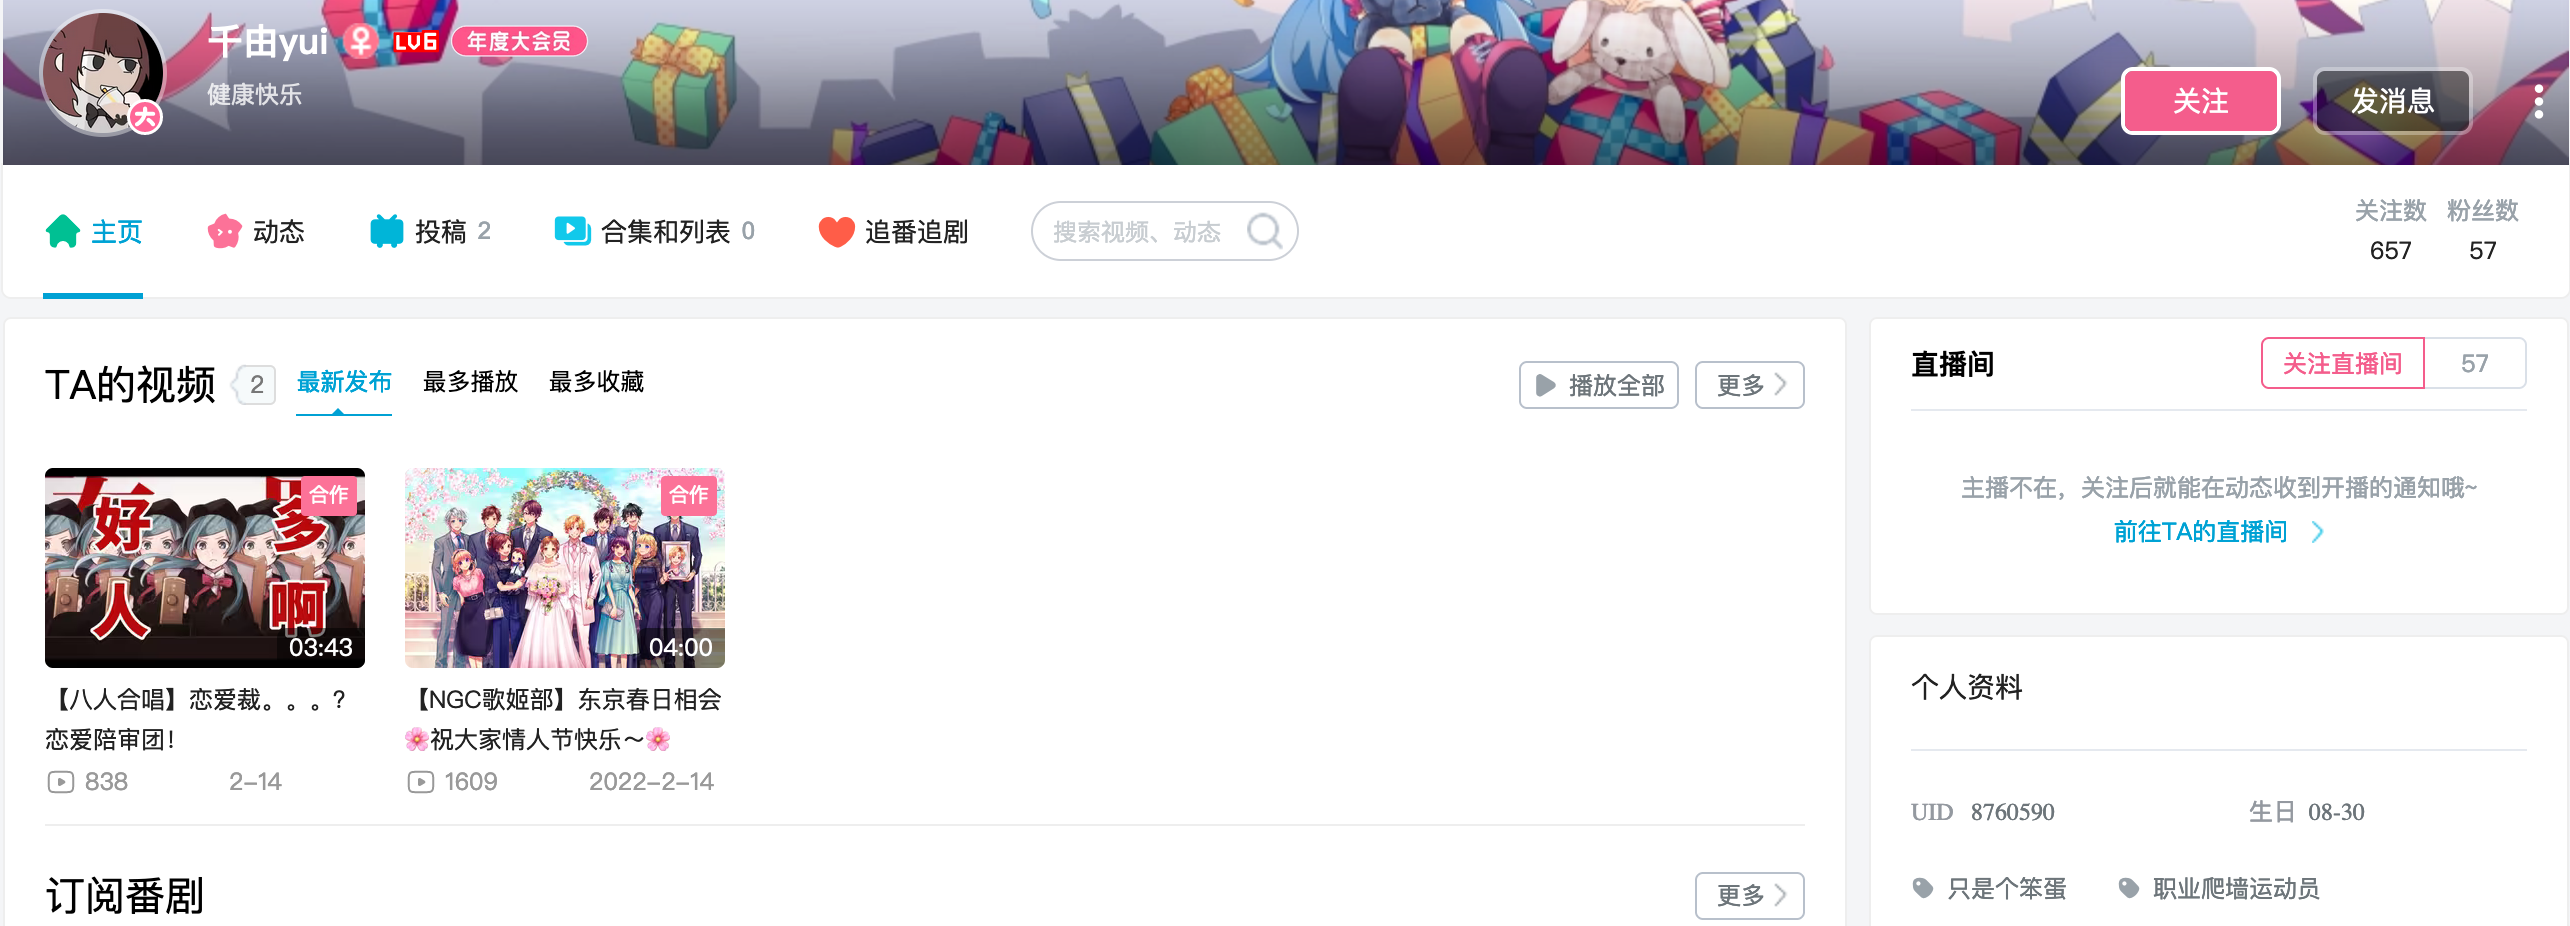 千由yui LV6 年度大会员
大
健康快乐
关注 发消息
主页 动态 投稿 2 合集和列表 0 追番追剧 搜索视频、动态
关注数 粉丝数
657 57
TA的视频 2 最新发布 最多播放 最多收藏 播放全部 更多
合作
好多
人啊
03:43
合作
04:00
【八人合唱】恋爱裁。。。?
恋爱陪审团!
838 2-14
【NGC歌姬部】东京春日相会
🌸祝大家情人节快乐～🌸
1609 2022-2-14
订阅番剧 更多
直播间 关注直播间 57
主播不在，关注后就能在动态收到开播的通知哦~
前往TA的直播间
个人资料
UID 8760590 生日 08-30
只是个笨蛋 职业爬墙运动员